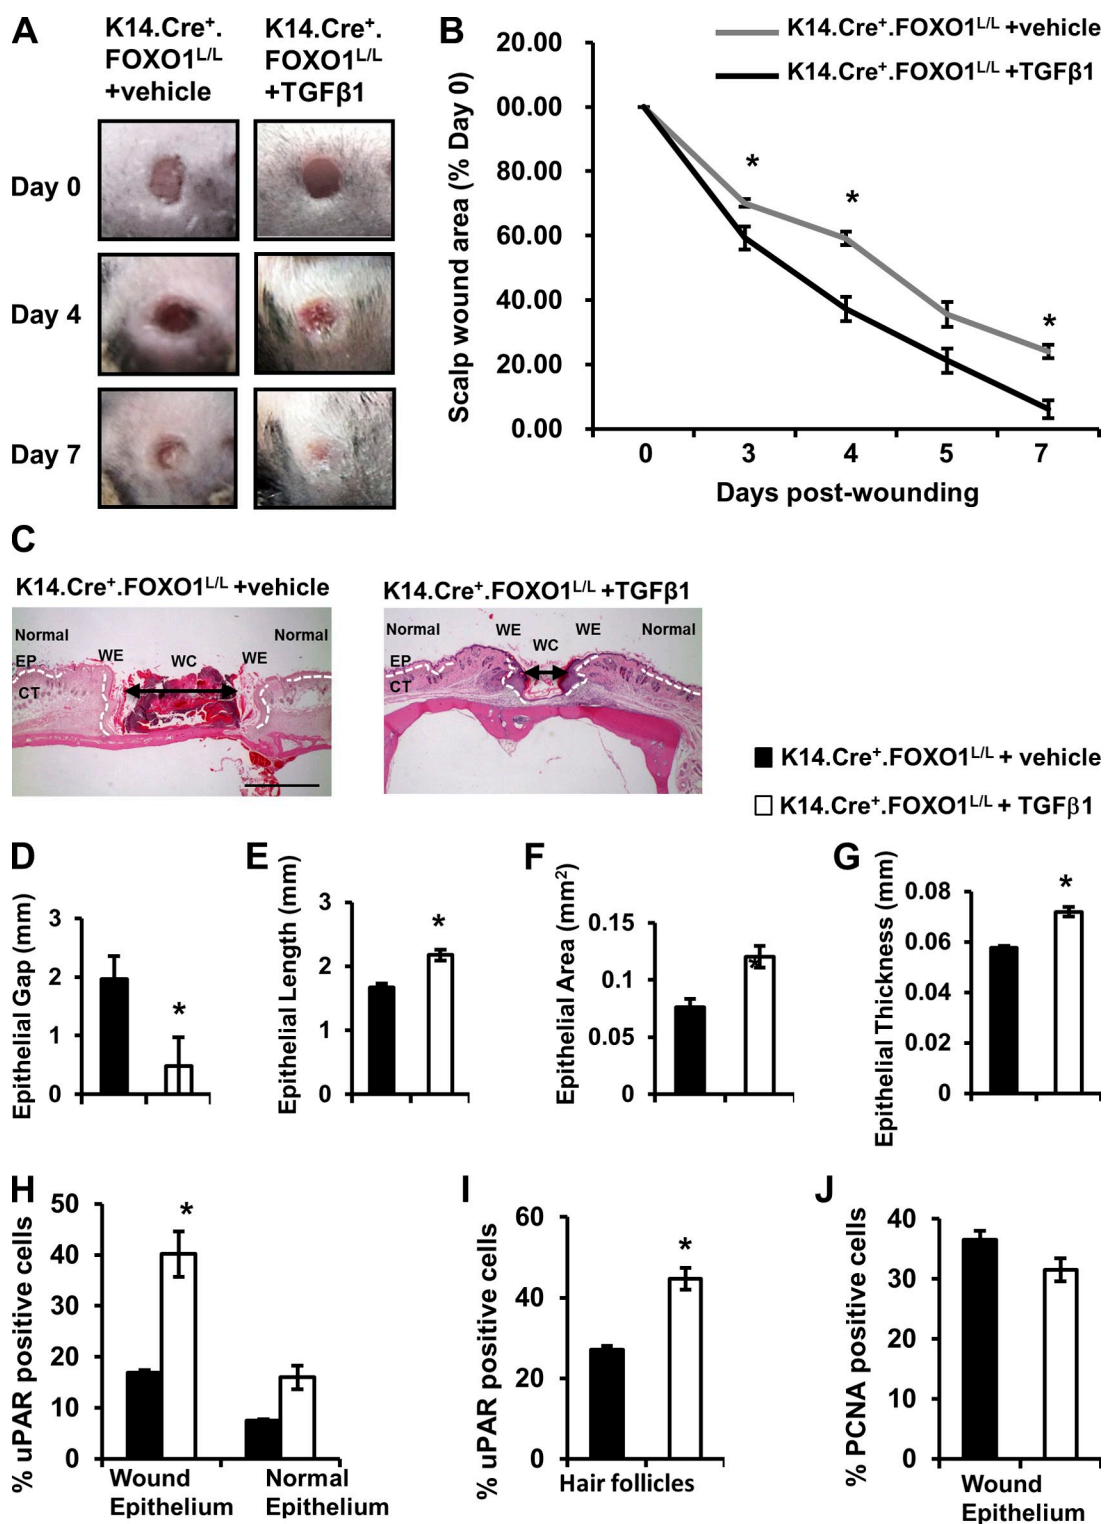 A
K14.Cre⁺.
FOXO1ᴸ/ᴸ
+vehicle
K14.Cre⁺.
FOXO1ᴸ/ᴸ
+TGFβ1
Day 0
Day 4
Day 7
B
K14.Cre⁺.FOXO1ᴸ/ᴸ +vehicle
K14.Cre⁺.FOXO1ᴸ/ᴸ +TGFβ1
Scalp wound area (% Day 0)
20.00
00.00
80.00
60.00
40.00
20.00
0.00
*
*
*
0 3 4 5 7
Days post-wounding
C
K14.Cre⁺.FOXO1ᴸ/ᴸ +vehicle
Normal
Normal
WE
WC
WE
EP
CT
K14.Cre⁺.FOXO1ᴸ/ᴸ +TGFβ1
Normal
WE
WE
Normal
WC
EP
CT
K14.Cre⁺.FOXO1ᴸ/ᴸ + vehicle
K14.Cre⁺.FOXO1ᴸ/ᴸ + TGFβ1
D
Epithelial Gap (mm)
3
2
1
0
*
E
Epithelial Length (mm)
3
2
1
0
*
F
Epithelial Area (mm²)
0.15
0.1
0.05
0
*
G
Epithelial Thickness (mm)
0.08
0.06
0.04
0.02
0
*
H
% uPAR positive cells
50
40
30
20
10
0
*
Wound
Epithelium
Normal
Epithelium
I
% uPAR positive cells
60
40
20
0
*
Hair follicles
J
% PCNA positive cells
40
30
20
10
0
Wound
Epithelium